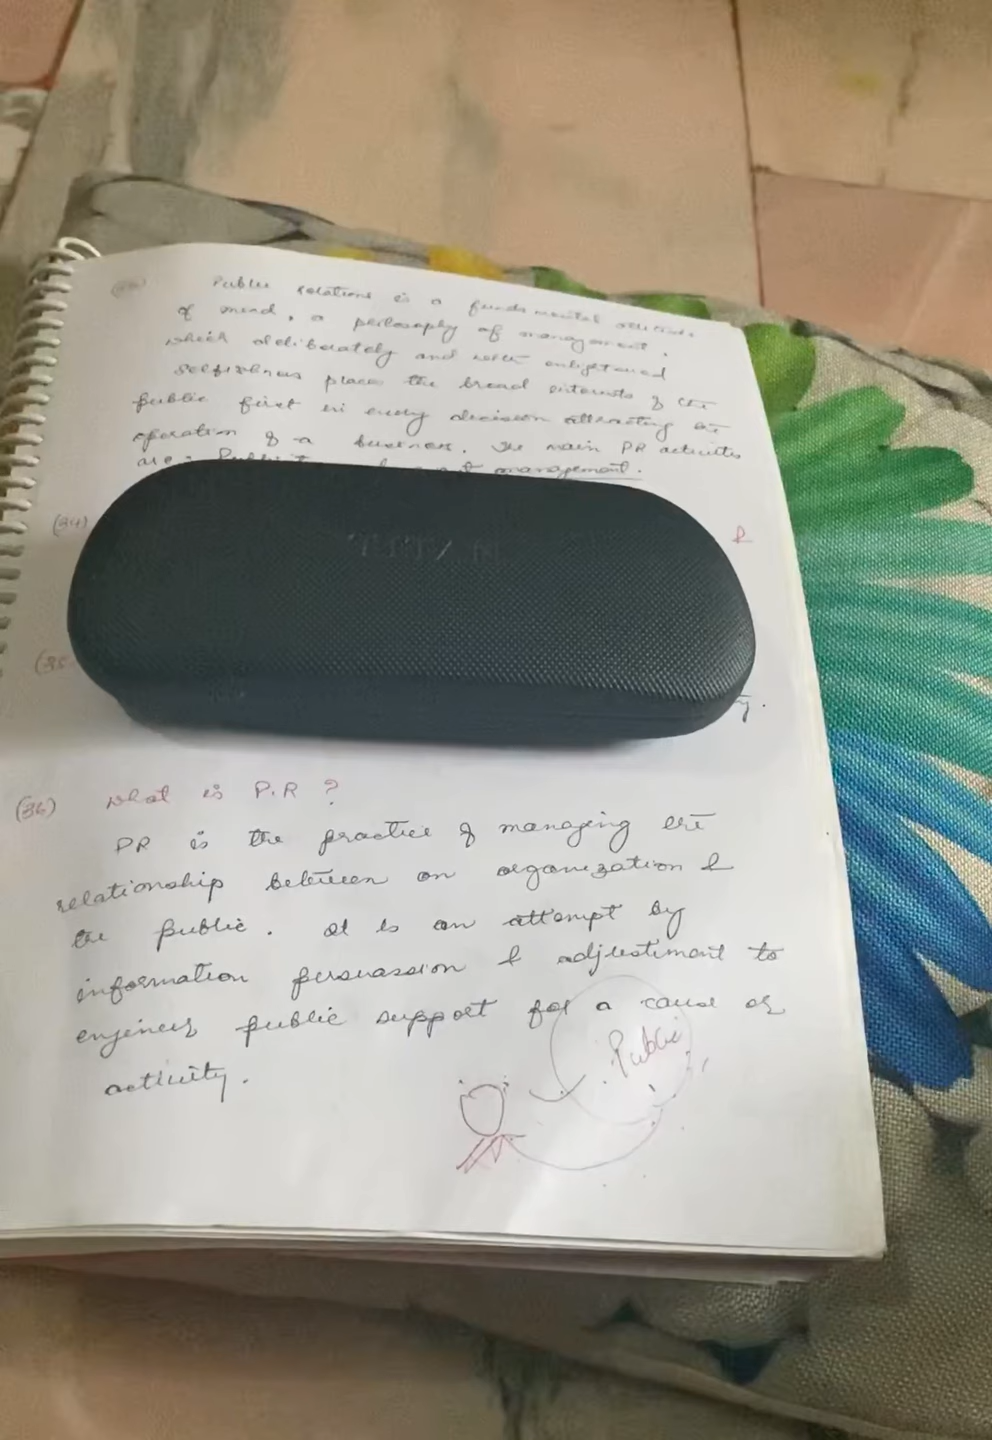 Public relations is a fundamental attitude
of mind, a philosophy of management,
which deliberately and with enlightened
selfishness places the broad interests of the
public first in every decision affecting its
operation of a business. The main PR activities
are: management.
(34) &
(35
(36) What is P.R ?
PR is the practice of managing the
relationship between an organization &
the public. It is an attempt by
information persuassion & adjustment to
engineer public support for a cause or
activity.
Public